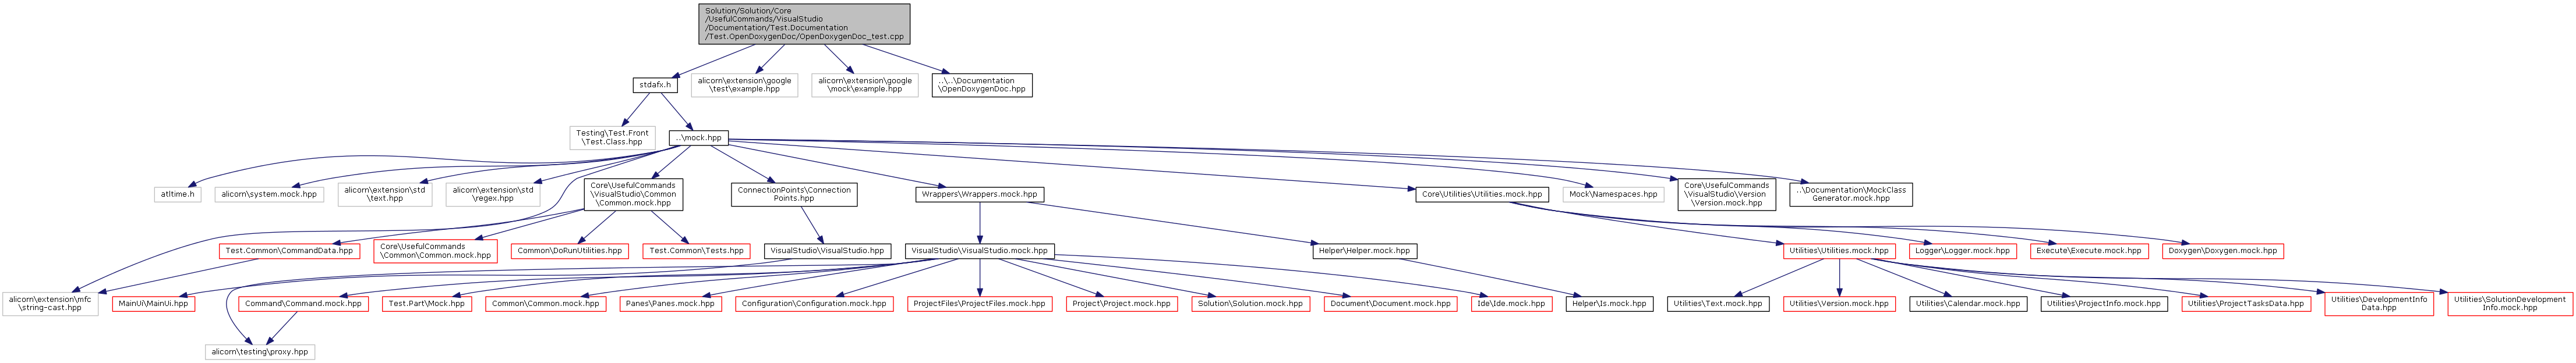 Solution/Solution/Core
/UsefulCommands/VisualStudio
/Documentation/Test.Documentation
/Test.OpenDoxygenDoc/OpenDoxygenDoc_test.cpp
stdafx.h
alicorn\extension\google
\test\example.hpp
alicorn\extension\google
\mock\example.hpp
..\..\Documentation
\OpenDoxygenDoc.hpp
Testing\Test.Front
\Test.Class.hpp
..\mock.hpp
atltime.h
alicorn\system.mock.hpp
alicorn\extension\std
\text.hpp
alicorn\extension\std
\regex.hpp
Core\UsefulCommands
\VisualStudio\Common
\Common.mock.hpp
ConnectionPoints\Connection
Points.hpp
Wrappers\Wrappers.mock.hpp
Core\Utilities\Utilities.mock.hpp
Mock\Namespaces.hpp
Core\UsefulCommands
\VisualStudio\Version
\Version.mock.hpp
..\Documentation\MockClass
Generator.mock.hpp
Test.Common\CommandData.hpp
Core\UsefulCommands
\Common\Common.mock.hpp
Common\DoRunUtilities.hpp
Test.Common\Tests.hpp
VisualStudio\VisualStudio.hpp
VisualStudio\VisualStudio.mock.hpp
Helper\Helper.mock.hpp
Utilities\Utilities.mock.hpp
Logger\Logger.mock.hpp
Execute\Execute.mock.hpp
Doxygen\Doxygen.mock.hpp
alicorn\extension\mfc
\string-cast.hpp
MainUi\MainUi.hpp
Command\Command.mock.hpp
Test.Part\Mock.hpp
Common\Common.mock.hpp
Panes\Panes.mock.hpp
Configuration\Configuration.mock.hpp
ProjectFiles\ProjectFiles.mock.hpp
Project\Project.mock.hpp
Solution\Solution.mock.hpp
Document\Document.mock.hpp
Ide\Ide.mock.hpp
Helper\Is.mock.hpp
Utilities\Text.mock.hpp
Utilities\Version.mock.hpp
Utilities\Calendar.mock.hpp
Utilities\ProjectInfo.mock.hpp
Utilities\ProjectTasksData.hpp
Utilities\DevelopmentInfo
Data.hpp
Utilities\SolutionDevelopment
Info.mock.hpp
alicorn\testing\proxy.hpp